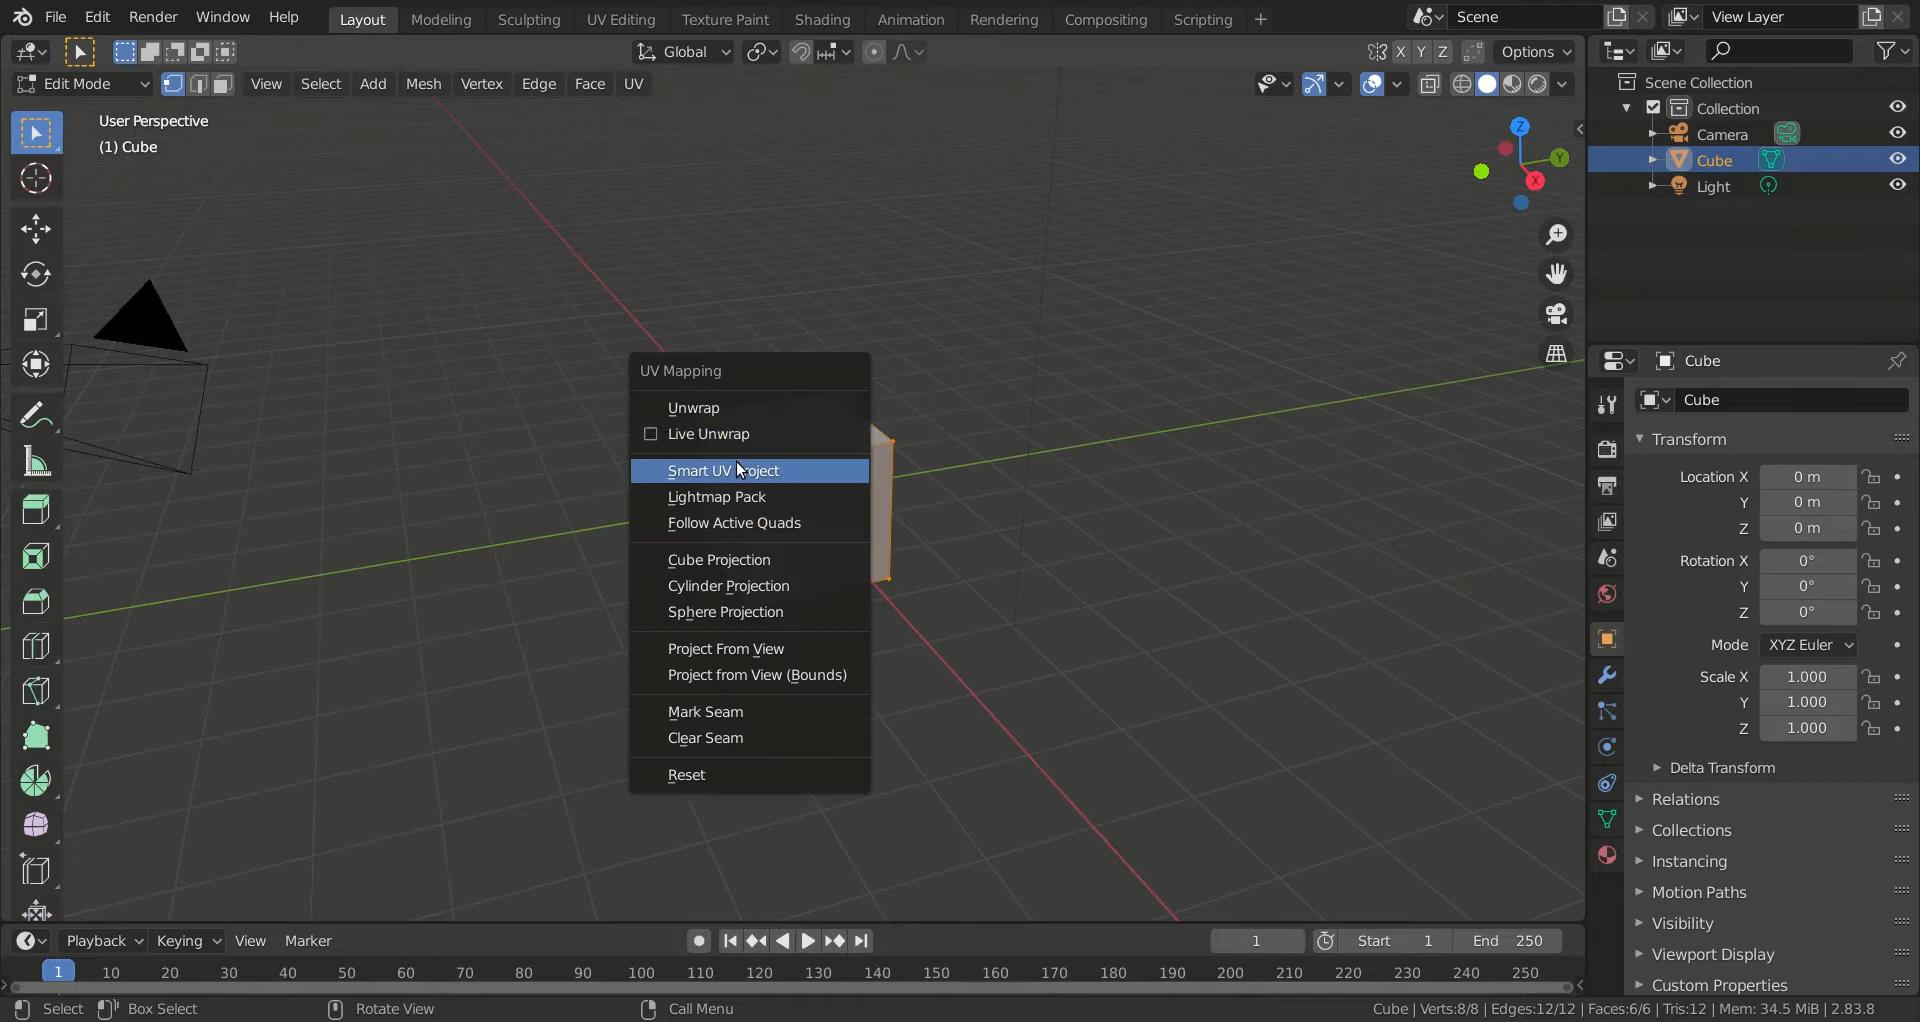 File Edit Render Window Help Layout Modeling Sculpting UV Editing Texture Paint Shading Animation Rendering Compositing Scripting + Scene View Layer
Global X Y Z Options
Edit Mode View Select Add Mesh Vertex Edge Face UV
User Perspective
(1) Cube
Z
Y
X
UV Mapping
Unwrap
Live Unwrap
Lightmap Pack
Follow Active Quads
Cube Projection
Cylinder Projection
Sphere Projection
Project From View
Project from View (Bounds)
Mark Seam
Clear Seam
Reset
Smart UV
Scene Collection
Collection
Camera
Cube
Light
Cube
Cube
Transform
Location X 0 m
Y 0 m
Z 0 m
Rotation X 0°
Y 0°
Z 0°
Mode XYZ Euler
Scale X 1.000
Y 1.000
Z 1.000
Delta Transform
Relations
Collections
Instancing
Motion Paths
Visibility
Viewport Display
Custom Properties
Playback Keying View Marker 1 Start 1 End 250
1 10 20 30 40 50 60 70 80 90 100 110 120 130 140 150 160 170 180 190 200 210 220 230 240 250
Select Box Select Rotate View Call Menu Cube | Verts:8/8 | Edges:12/12 | Faces:6/6 | Tris:12 | Mem: 34.5 MiB | 2.83.8